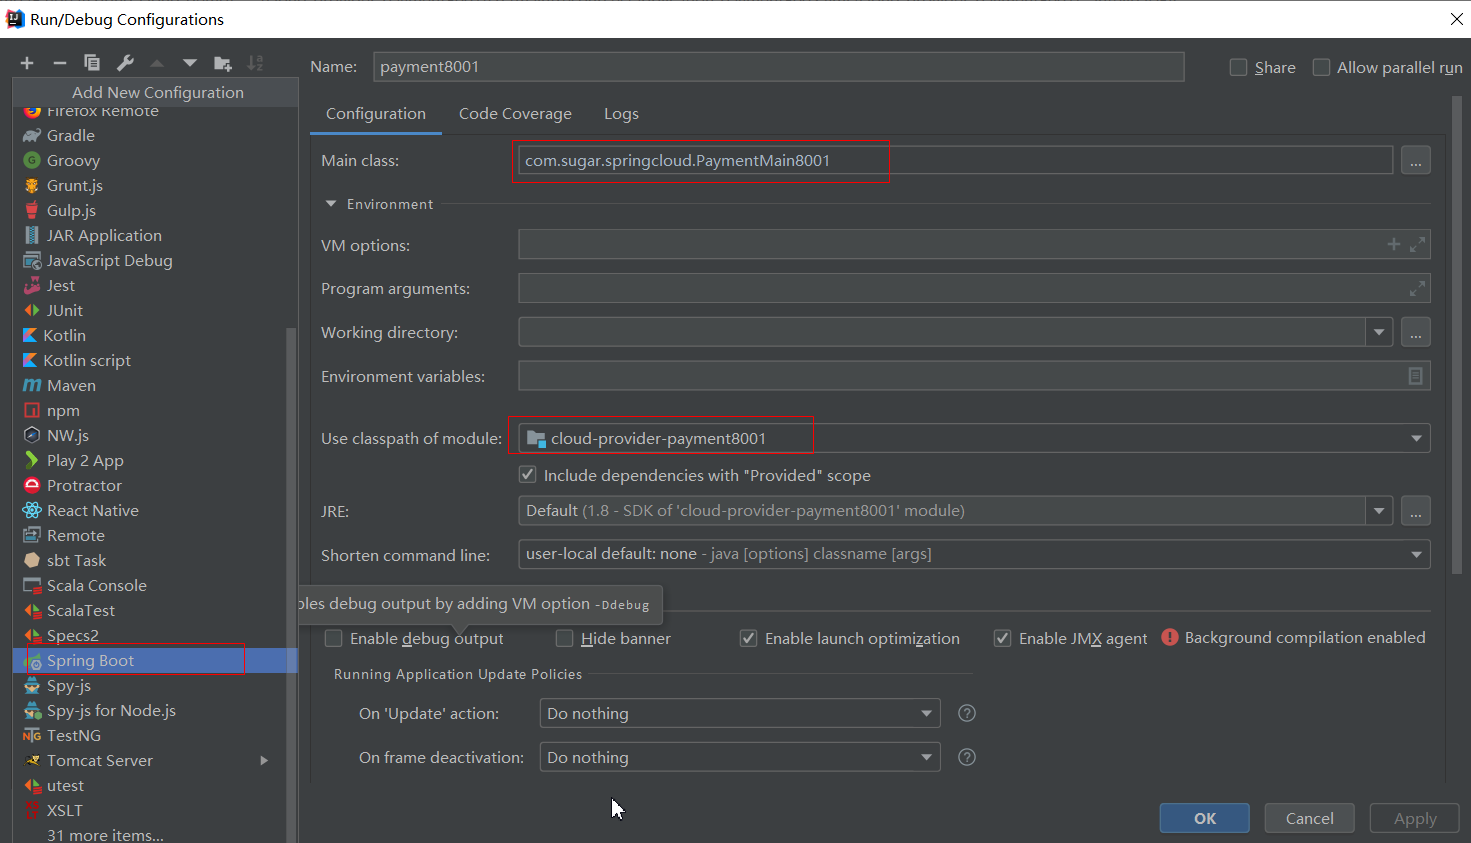 Run/Debug Configurations
Name: payment8001
Share
Allow parallel run
Add New Configuration
Firefox Remote
Gradle
Groovy
Grunt.js
Gulp.js
JAR Application
JavaScript Debug
Jest
JUnit
Kotlin
Kotlin script
Maven
npm
NW.js
Play 2 App
Protractor
React Native
Remote
sbt Task
Scala Console
ScalaTest
Specs2
Spring Boot
Spy-js
Spy-js for Node.js
TestNG
Tomcat Server
utest
XSLT
31 more items...
Configuration
Code Coverage
Logs
Main class: com.sugar.springcloud.PaymentMain8001 ...
Environment
VM options:
Program arguments:
Working directory: ...
Environment variables:
Use classpath of module: cloud-provider-payment8001
Include dependencies with "Provided" scope
JRE: Default (1.8 - SDK of 'cloud-provider-payment8001' module) ...
Shorten command line: user-local default: none - java [options] classname [args]
bles debug output by adding VM option -Ddebug
Enable debug output
Hide banner
Enable launch optimization
Enable JMX agent
Background compilation enabled
Running Application Update Policies
On 'Update' action: Do nothing
On frame deactivation: Do nothing
OK
Cancel
Apply